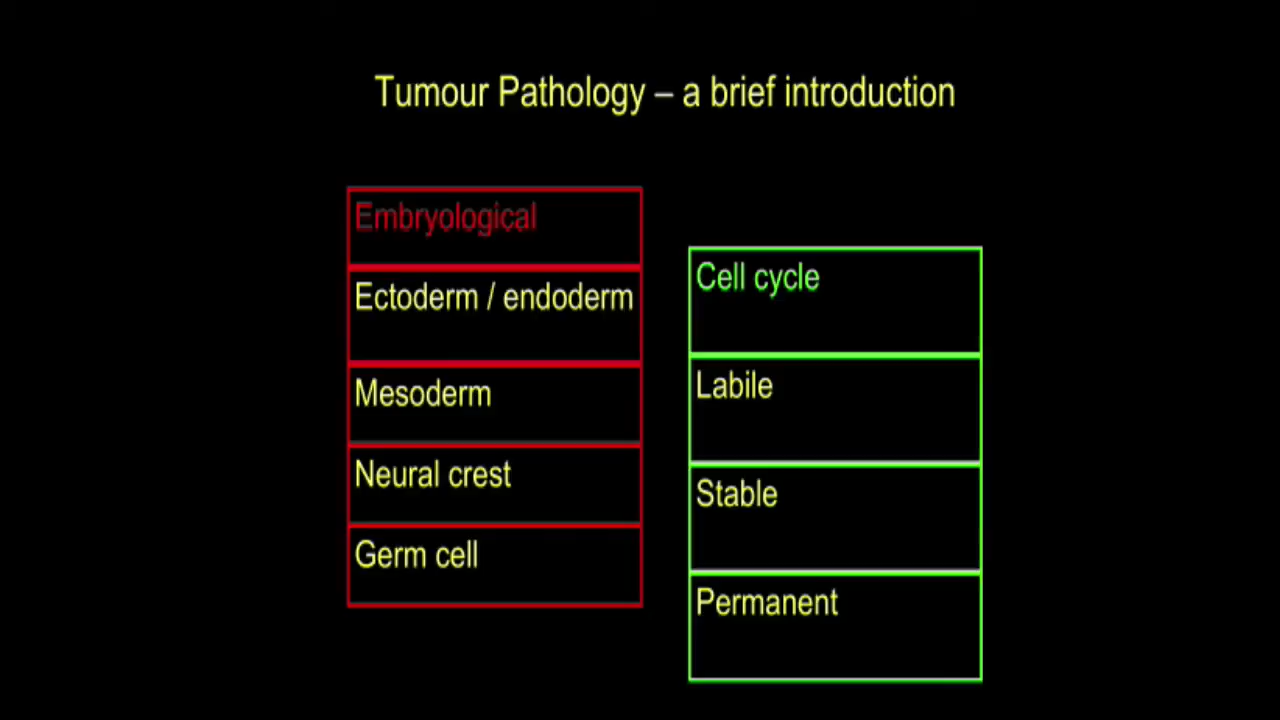 Tumour Pathology – a brief introduction
Embryological
Ectoderm / endoderm
Mesoderm
Neural crest
Germ cell
Cell cycle
Labile
Stable
Permanent